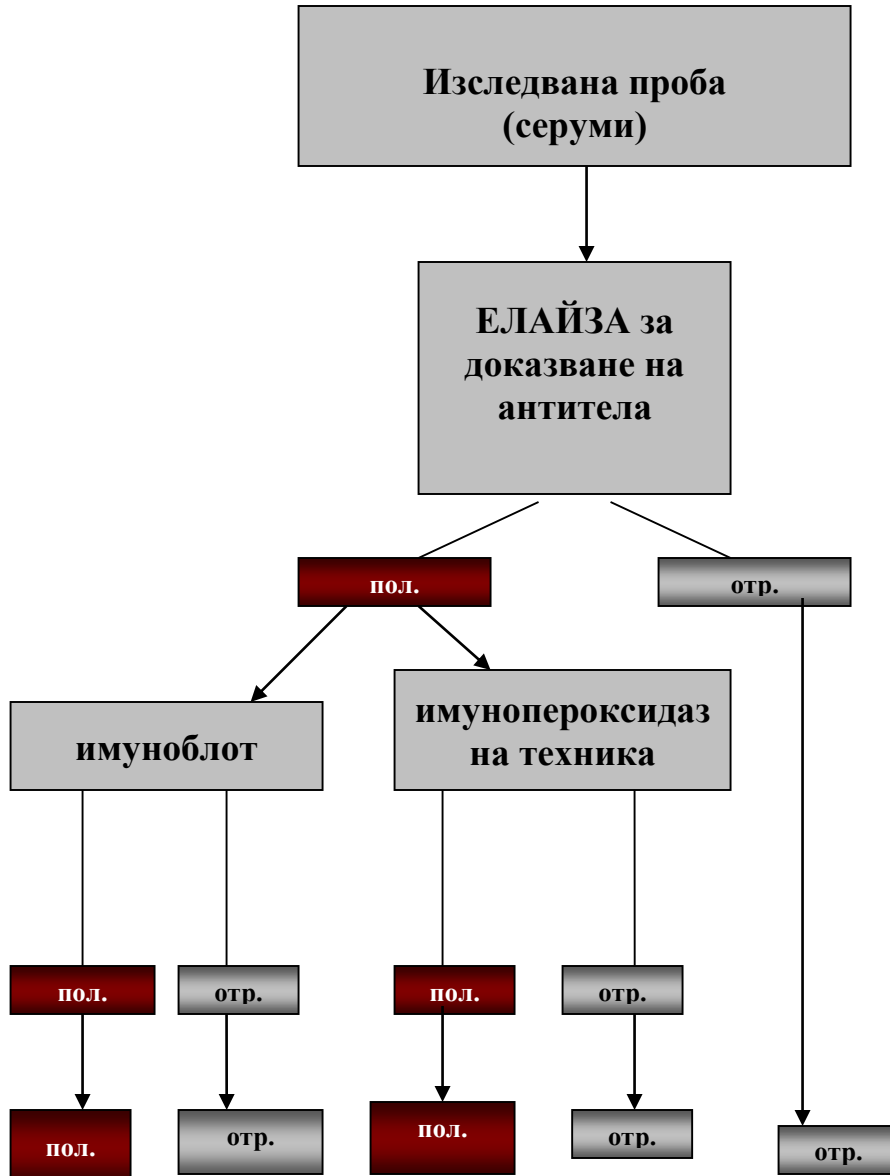 Изследвана проба
(серуми)
ЕЛАЙЗА за
доказване на
антитела
пол.
отр.
имуноблот
имунопероксидаз
на техника
пол.
отр.
пол.
отр.
пол.
отр.
пол.
отр.
отр.